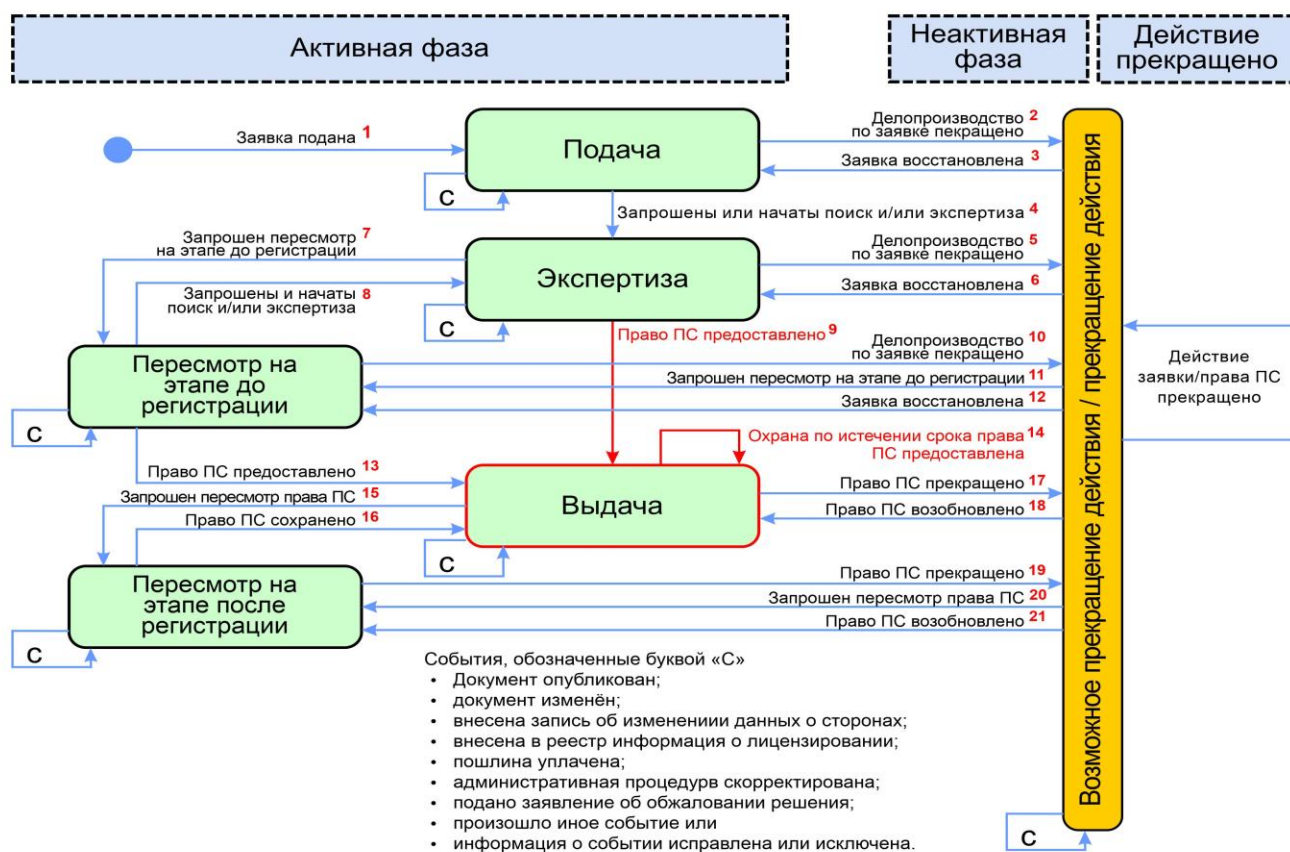 Активная фаза
Неактивная
фаза
Действие
прекращено
Заявка подана 1
Подача
Делопроизводство 2
по заявке пекращено
Заявка восстановлена 3
С
Запрошены или начаты поиск и/или экспертиза 4
Запрошен пересмотр 7
на этапе до регистрации
Экспертиза
Делопроизводство 5
по заявке пекращено
Запрошены и начаты 8
поиск и/или экспертиза
Заявка восстановлена 6
С
Право ПС предоставлено 9
Пересмотр на
этапе до
регистрации
Делопроизводство 10
по заявке пекращено
Запрошен пересмотр на этапе до регистрации 11
Заявка восстановлена 12
С
Действие
заявки/права ПС
прекращено
Охрана по истечении срока права 14
ПС предоставлена
Право ПС предоставлено 13
Запрошен пересмотр права ПС 15
Право ПС сохранено 16
Выдача
Право ПС прекращено 17
Право ПС возобновлено 18
С
Пересмотр на
этапе после
регистрации
Право ПС прекращено 19
Запрошен пересмотр права ПС 20
Право ПС возобновлено 21
С
Возможное прекращение действия / прекращение действия
С
События, обозначенные буквой «С»
• Документ опубликован;
• документ изменён;
• внесена запись об изменениии данных о сторонах;
• внесена в реестр информация о лицензировании;
• пошлина уплачена;
• административная процедурв скорректирована;
• подано заявление об обжаловании решения;
• произошло иное событие или
• информация о событии исправлена или исключена.